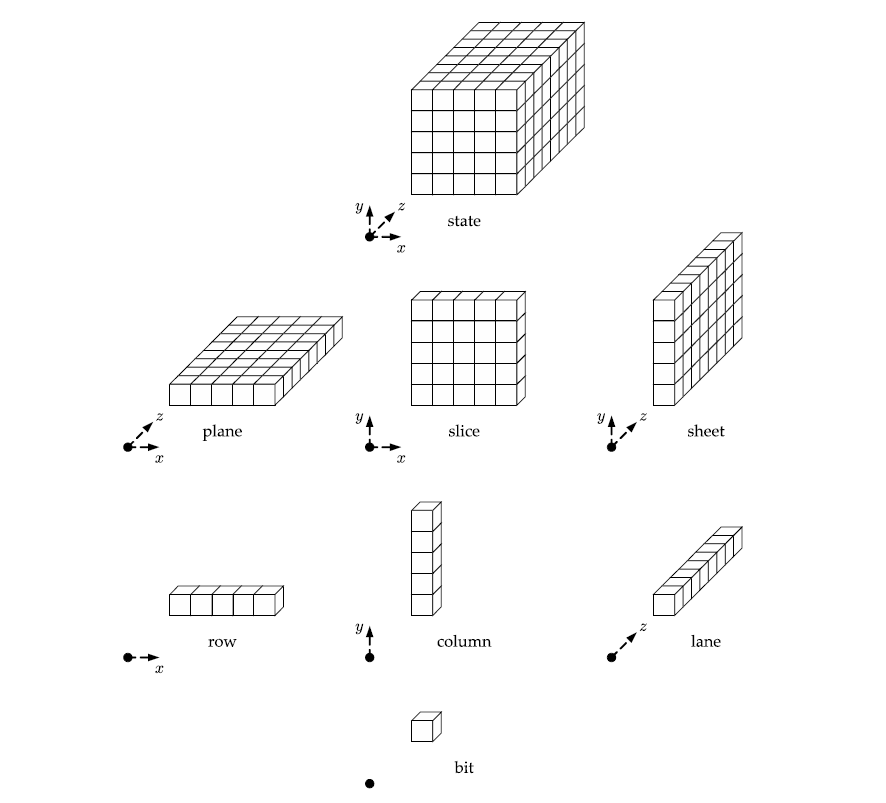 y
z
x
state
z
x
plane
y
x
slice
y
z
sheet
x
row
y
column
z
lane
bit